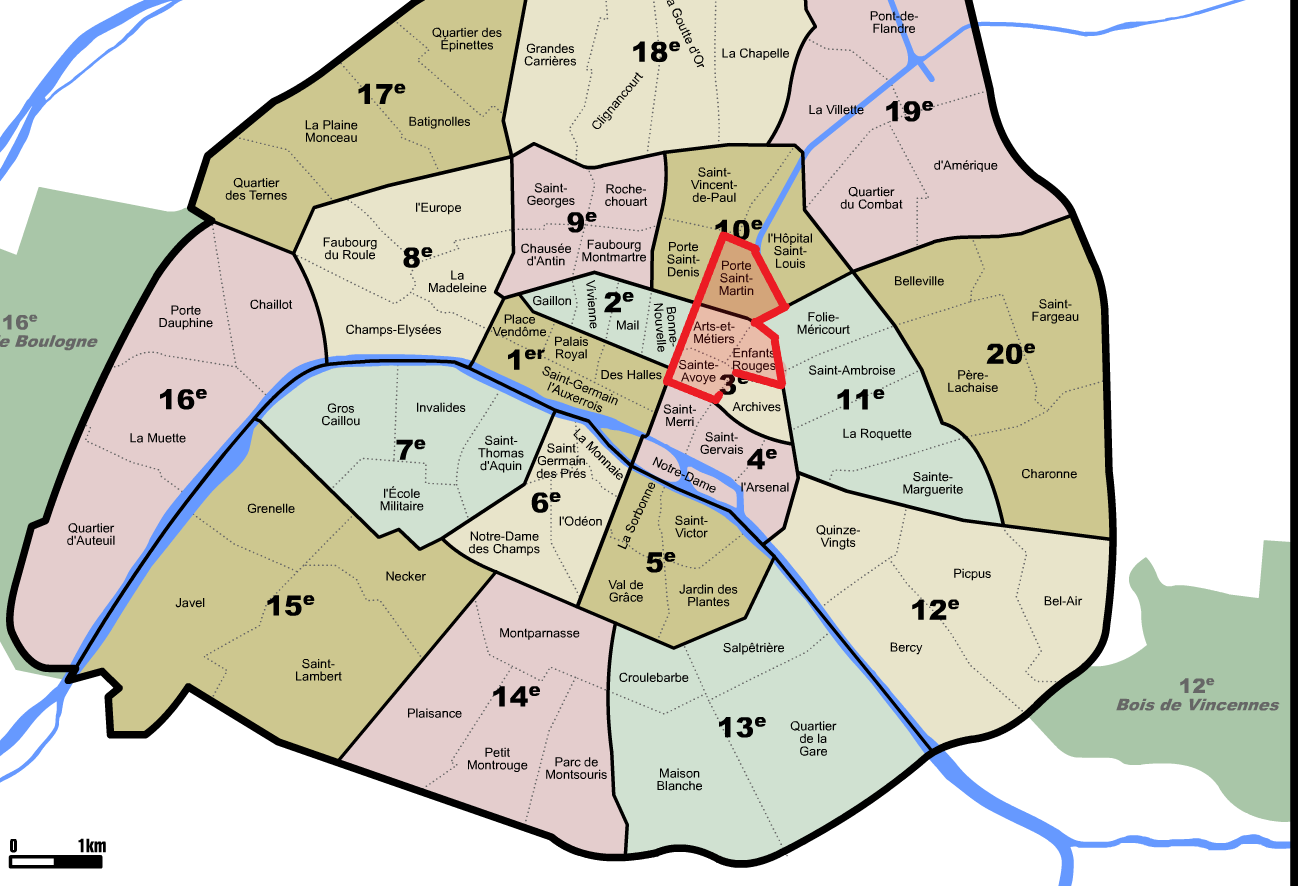 Pont-de-
Flandre
Quartier des
Épinettes
Grandes
Carrières
18e
La Chapelle
Clignancourt
a Goutte d'Or
17e
La Plaine
Monceau
Batignolles
La Villette
19e
d'Amérique
Quartier
du Combat
Quartier
des Ternes
l'Europe
Faubourg
du Roule
8e
La
Madeleine
Champs-Elysées
Saint-
Georges
Roche-
chouart
9e
Chaussée
d'Antin
Faubourg
Montmartre
Saint-
Vincent-
de-Paul
10e
Porte
Saint-
Denis
l'Hôpital
Saint-
Louis
Porte
Saint-
Martin
Gaillon
Vivienne
2e
Mail
Bonne-
Nouvelle
Place
Vendôme
Palais
Royal
1er
Des Halles
Saint-Germain
l'Auxerrois
Arts-et-
Métiers
Enfants
Rouges
Sainte-
Avoye
3e
Archives
Folie-
Méricourt
Saint-Ambroise
11e
La Roquette
Sainte-
Marguerite
Belleville
Saint-
Fargeau
20e
Père-
Lachaise
Charonne
16e
e Boulogne
Porte
Dauphine
Chaillot
16e
La Muette
Quartier
d'Auteuil
Gros
Caillou
Invalides
7e
Saint-
Thomas
d'Aquin
l'École
Militaire
Saint
Germain
des Prés
La Monnaie
6e
l'Odéon
Notre-Dame
des Champs
Saint-
Merri
Saint-
Gervais
4e
Notre-Dame
l'Arsenal
La Sorbonne
Saint-
Victor
5e
Val de
Grâce
Jardin des
Plantes
Grenelle
Necker
Javel
15e
Saint-
Lambert
Quinze-
Vingts
Picpus
12e
Bel-Air
Bercy
12e
Bois de Vincennes
Montparnasse
14e
Plaisance
Petit
Montrouge
Parc de
Montsouris
Salpêtrière
Croulebarbe
13e
Quartier
de la
Gare
Maison
Blanche
0 1km